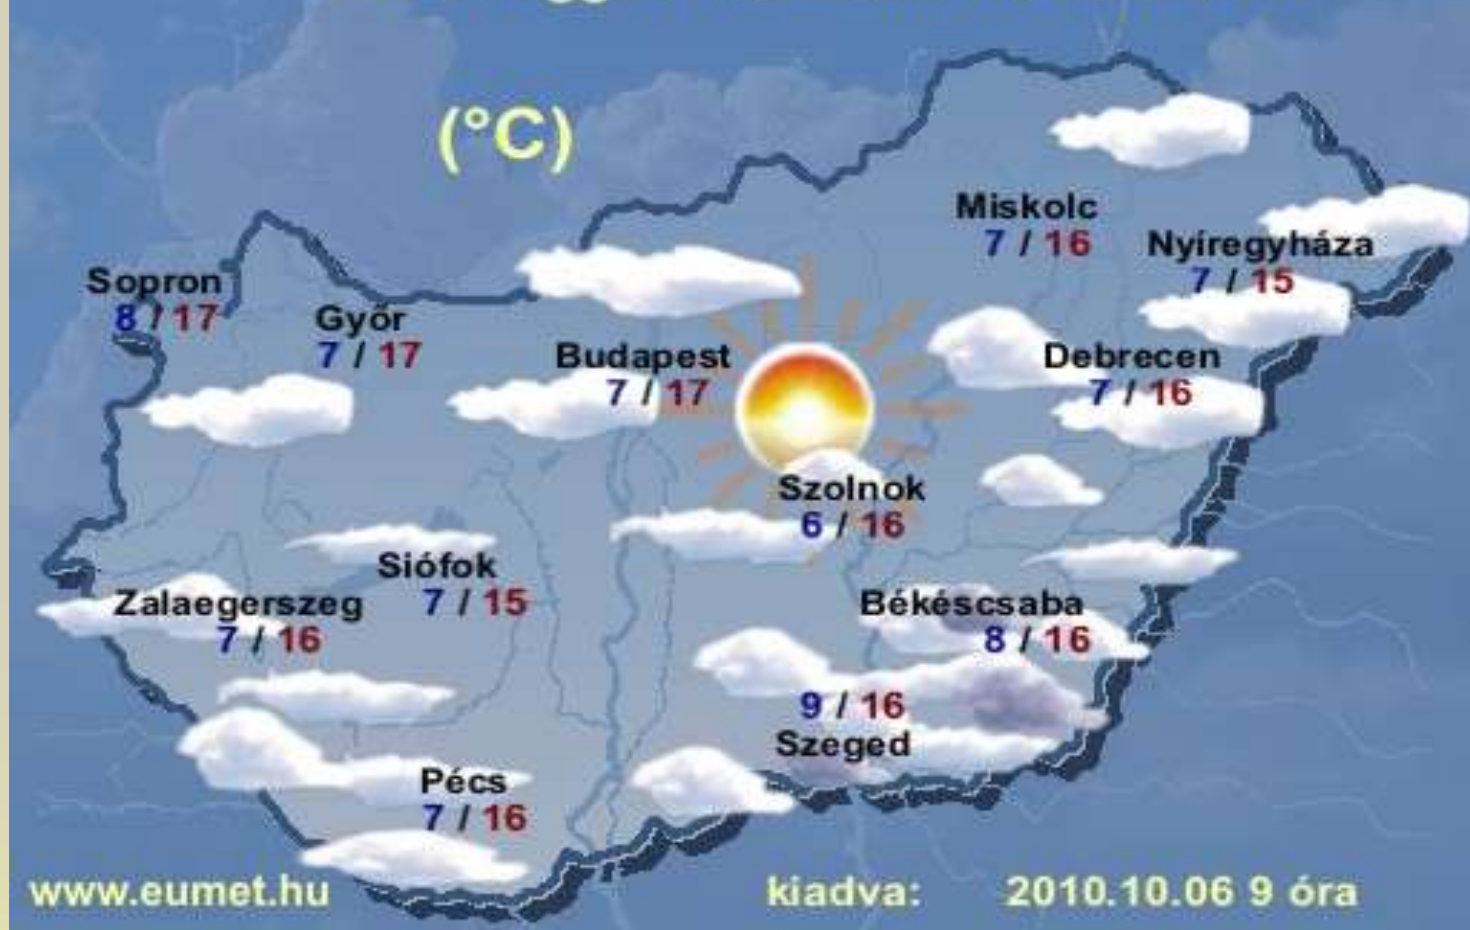 (°C)
Miskolc
7 / 16
Nyíregyháza
7 / 15
Sopron
8 / 17
Győr
7 / 17
Budapest
7 / 17
Debrecen
7 / 16
Szolnok
6 / 16
Siófok
7 / 15
Zalaegerszeg
7 / 16
Békéscsaba
8 / 16
9 / 16
Szeged
Pécs
7 / 16
www.eumet.hu
kiadva: 2010.10.06 9 óra